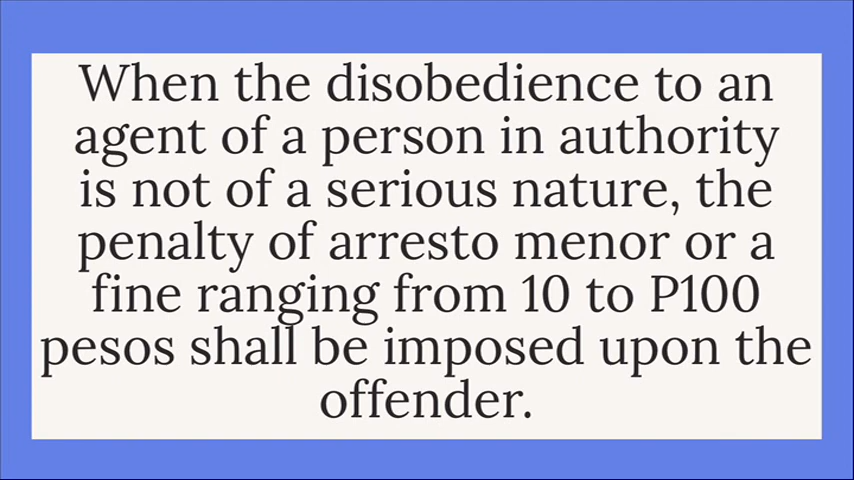 When the disobedience to an
agent of a person in authority
is not of a serious nature, the
penalty of arresto menor or a
fine ranging from 10 to P100
pesos shall be imposed upon the
offender.